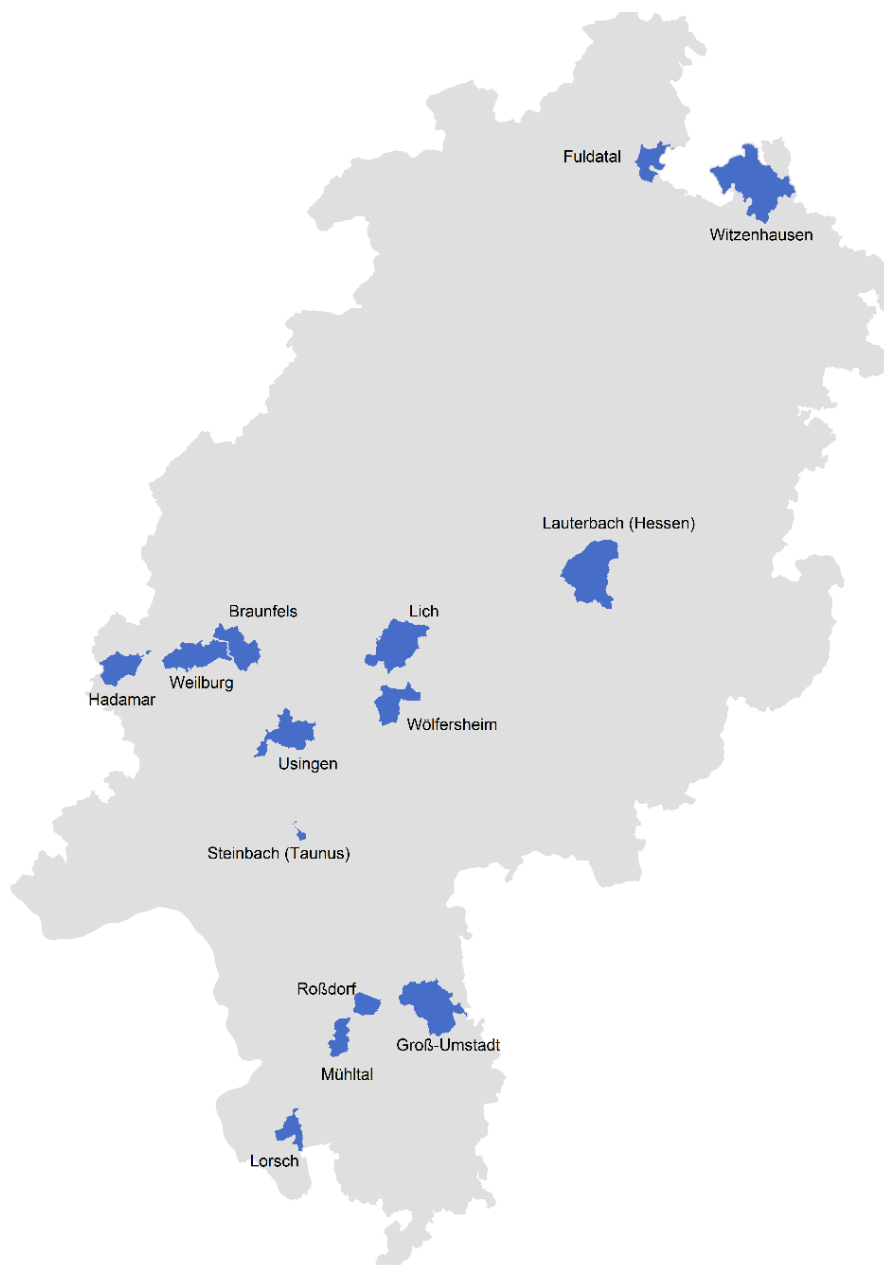 Fuldatal
Witzenhausen
Lauterbach (Hessen)
Braunfels
Lich
Weilburg
Hadamar
Wölfersheim
Usingen
Steinbach (Taunus)
Roßdorf
Groß-Umstadt
Mühltal
Lorsch